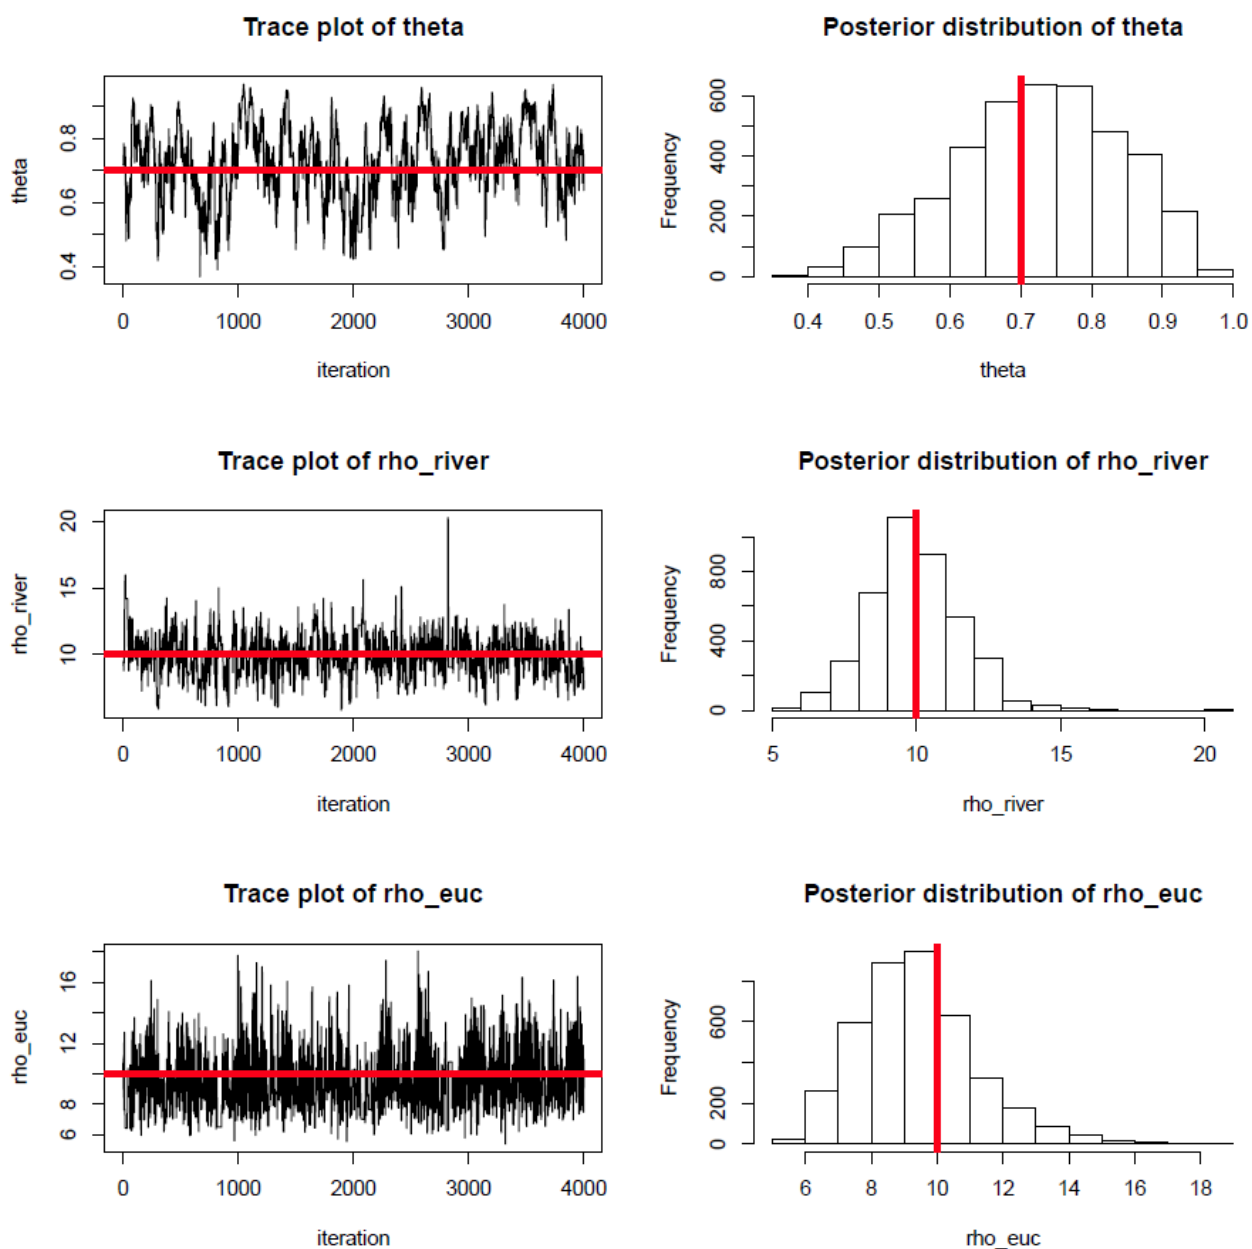 Trace plot of theta
theta
0.4 0.6 0.8
0 1000 2000 3000 4000
iteration
Posterior distribution of theta
Frequency
0 200 400 600
0.4 0.5 0.6 0.7 0.8 0.9 1.0
theta
Trace plot of rho_river
rho_river
10 15 20
0 1000 2000 3000 4000
iteration
Posterior distribution of rho_river
Frequency
0 400 800
5 10 15 20
rho_river
Trace plot of rho_euc
rho_euc
6 8 12 16
0 1000 2000 3000 4000
iteration
Posterior distribution of rho_euc
Frequency
0 200 600
6 8 10 12 14 16 18
rho_euc